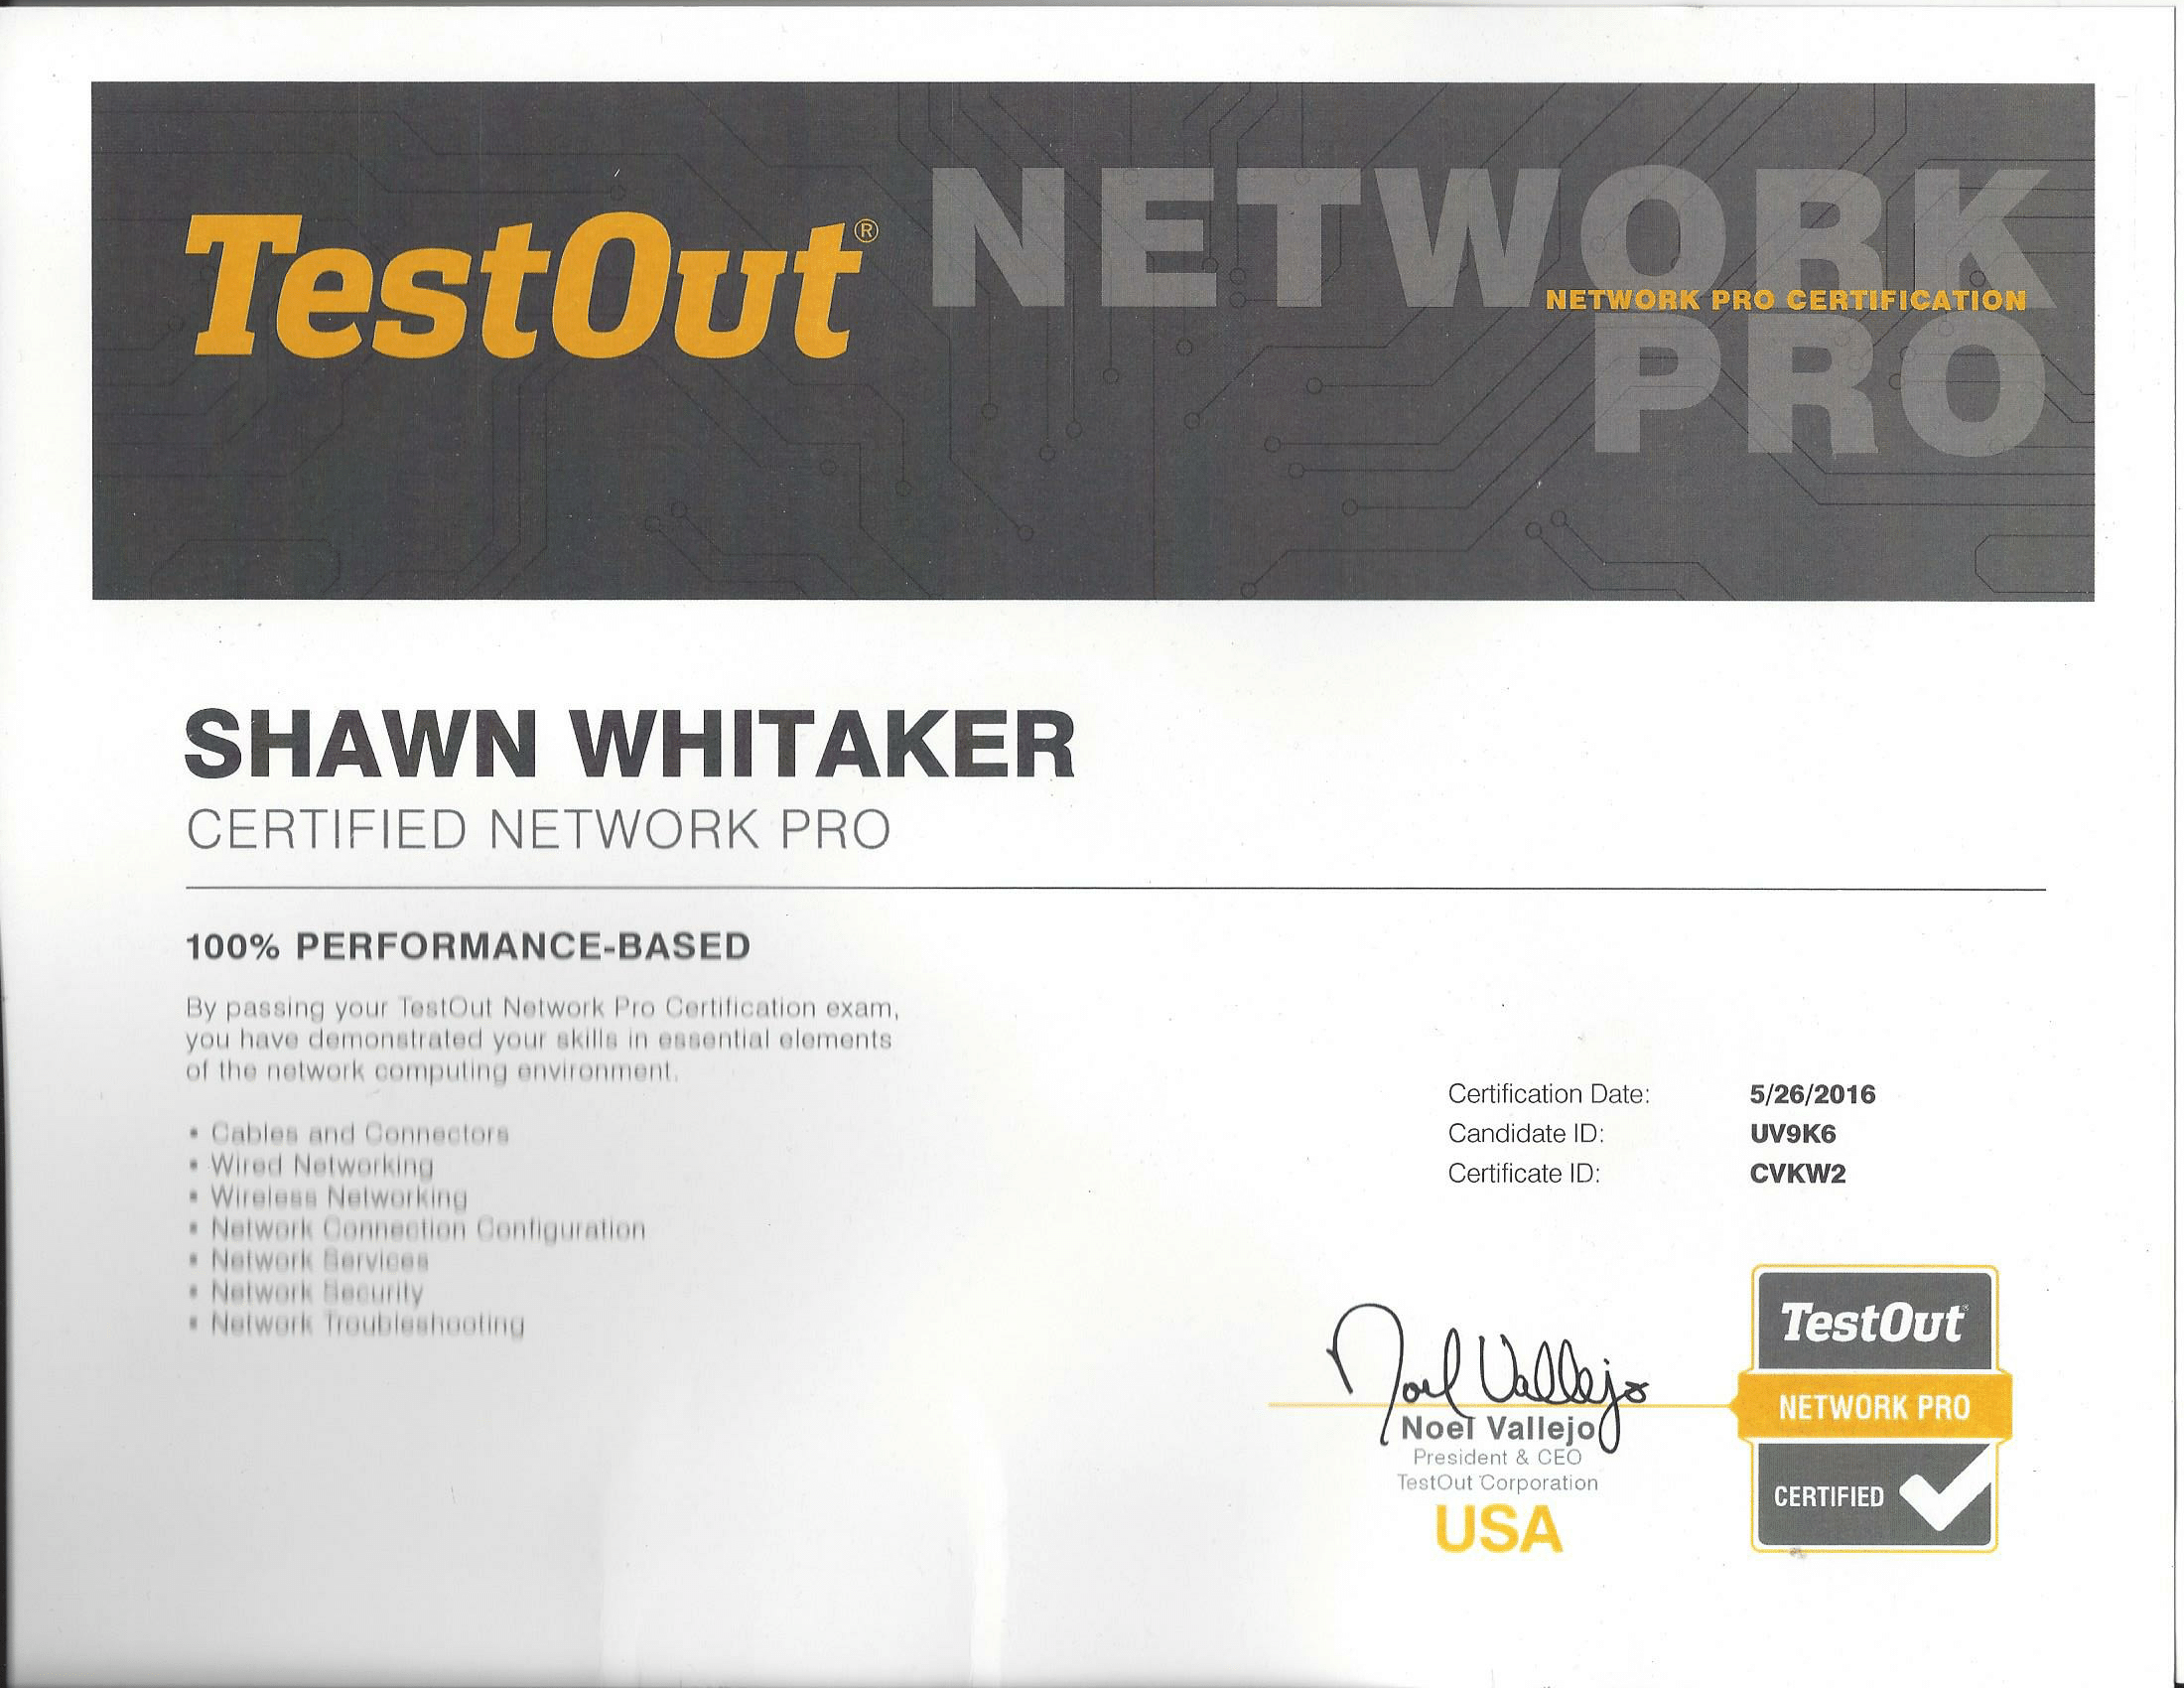 TestOut®
NETWORK
NETWORK PRO CERTIFICATION
PRO
SHAWN WHITAKER
CERTIFIED NETWORK PRO
100% PERFORMANCE-BASED
By passing your TestOut Network Pro Certification exam,
you have demonstrated your skills in essential elements
of the network computing environment.
• Cables and Connectors
• Wired Networking
• Wireless Networking
• Network Connection Configuration
• Network Services
• Network Security
• Network Troubleshooting
Certification Date: 5/26/2016
Candidate ID: UV9K6
Certificate ID: CVKW2
Noel Vallejo
Noel Vallejo
President & CEO
TestOut Corporation
USA
TestOut
NETWORK PRO
CERTIFIED